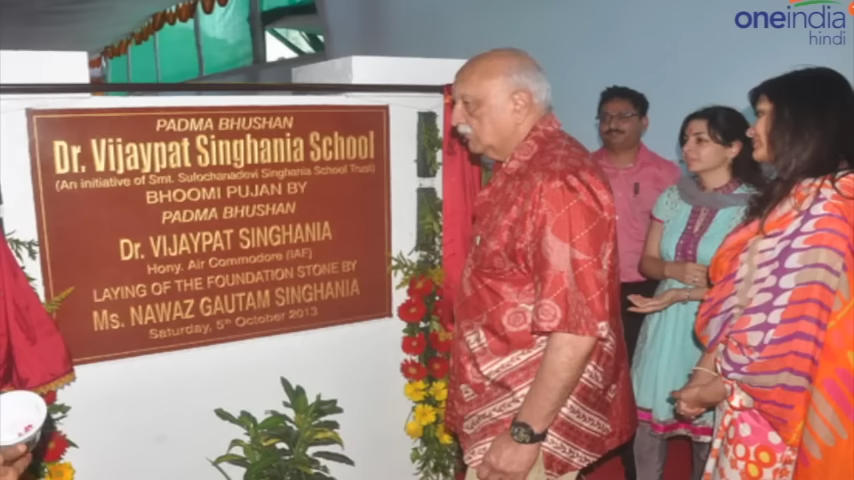 oneindia
hindi
PADMA BHUSHAN
Dr. Vijaypat Singhania School
(An initiative of Smt. Sulochanadevi Singhania School Trust)
BHOOMI PUJAN BY
PADMA BHUSHAN
Dr. VIJAYPAT SINGHANIA
Hony. Air Commodore (IAF)
LAYING OF THE FOUNDATION STONE BY
Ms. NAWAZ GAUTAM SINGHANIA
Saturday, 5th October 2013